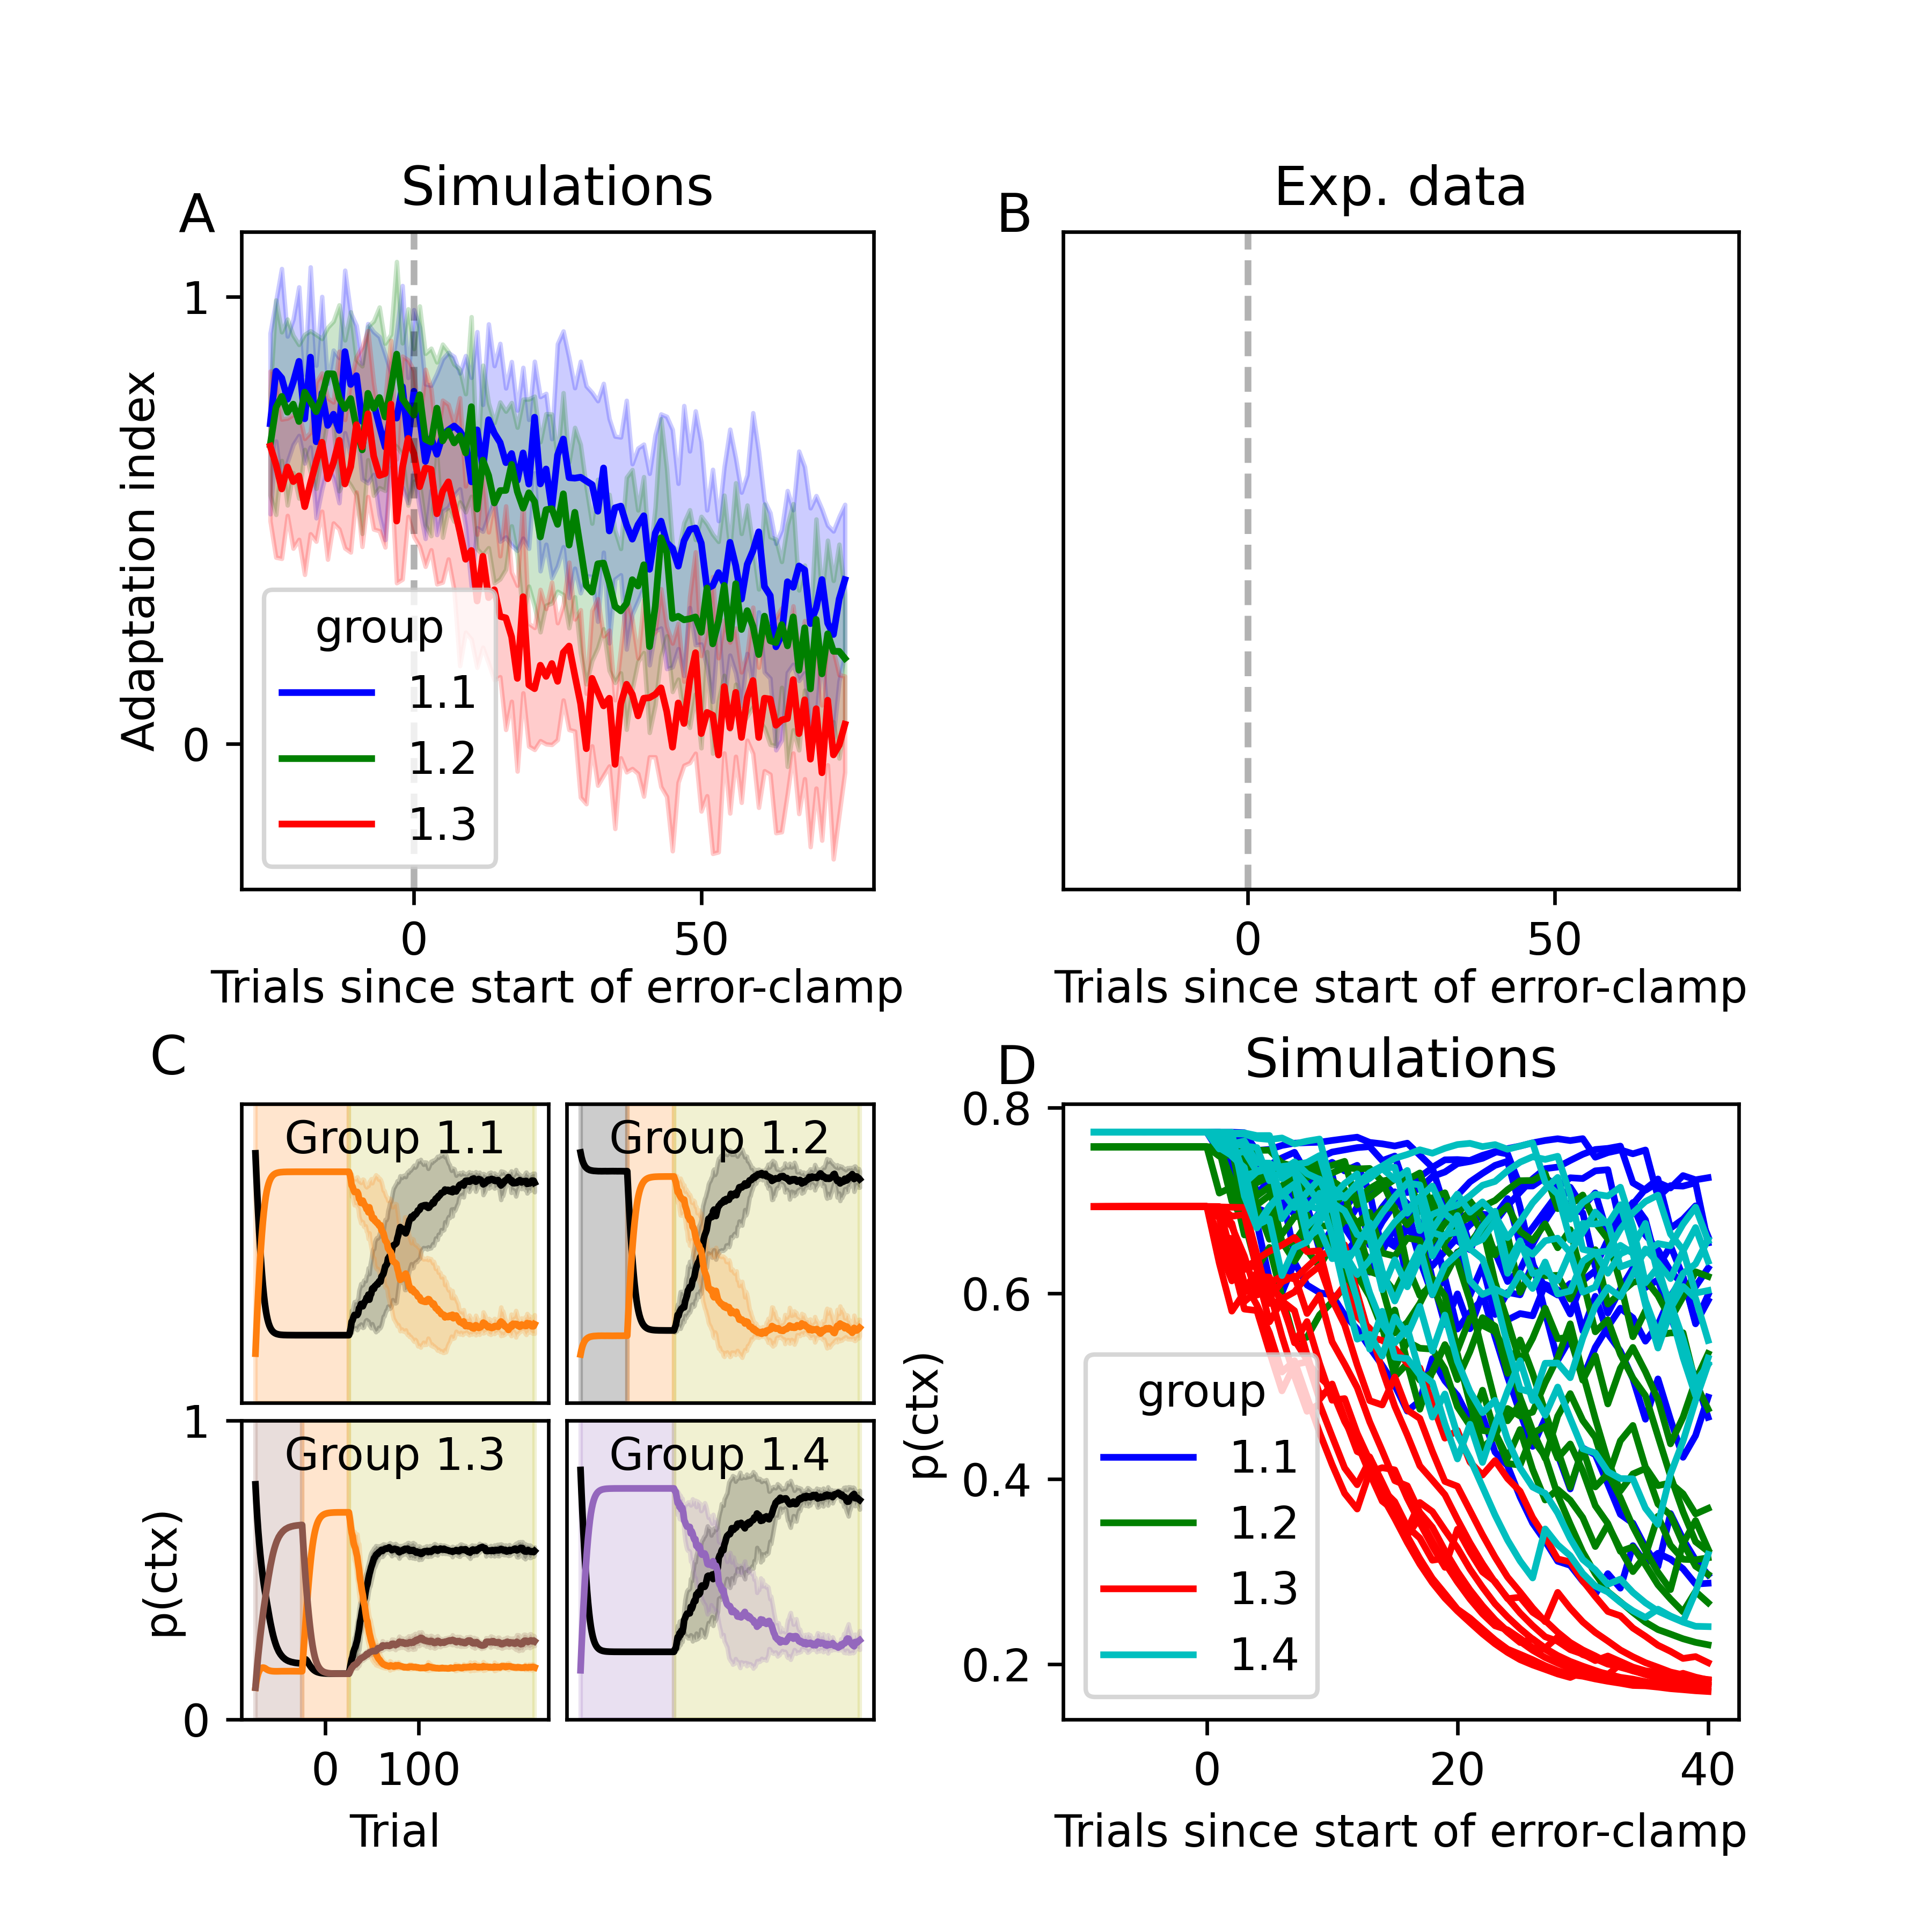 Simulations
Exp. data
A
B
1
0
Adaptation index
group
1.1
1.2
1.3
0
50
Trials since start of error-clamp
0
50
Trials since start of error-clamp
C
Group 1.1
Group 1.2
Group 1.3
Group 1.4
1
0
p(ctx)
0
100
Trial
D
Simulations
0.8
0.6
0.4
0.2
p(ctx)
group
1.1
1.2
1.3
1.4
0
20
40
Trials since start of error-clamp